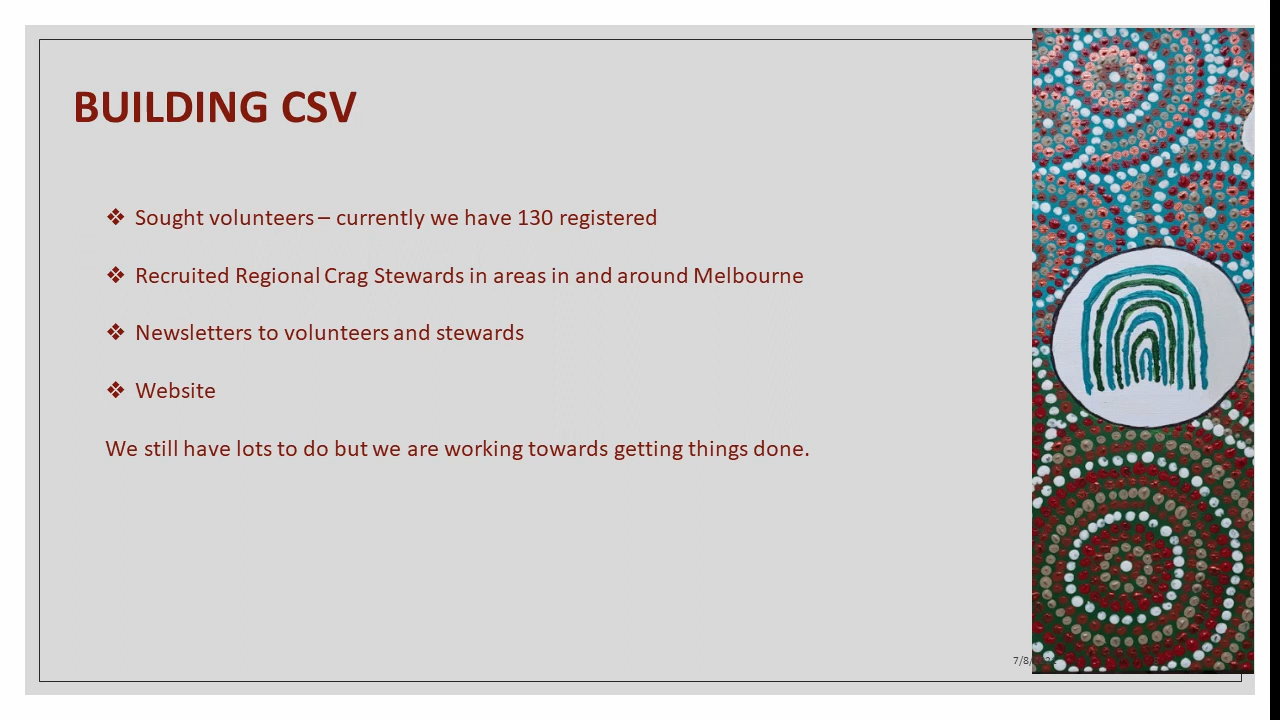 BUILDING CSV
❖ Sought volunteers – currently we have 130 registered
❖ Recruited Regional Crag Stewards in areas in and around Melbourne
❖ Newsletters to volunteers and stewards
❖ Website
We still have lots to do but we are working towards getting things done.
7/8/